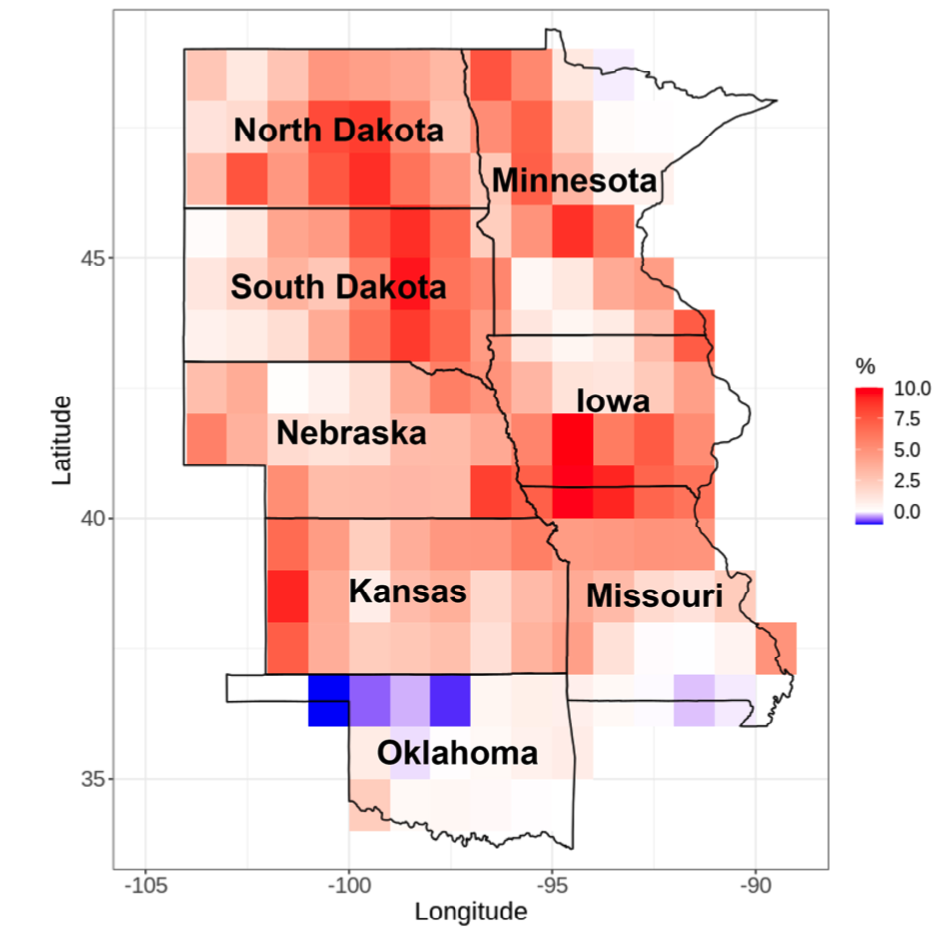 North Dakota
Minnesota
45
South Dakota
%
Iowa
10.0
Latitude
Nebraska
7.5
5.0
2.5
0.0
40
Kansas
Missouri
Oklahoma
35
-105
-100
-95
-90
Longitude